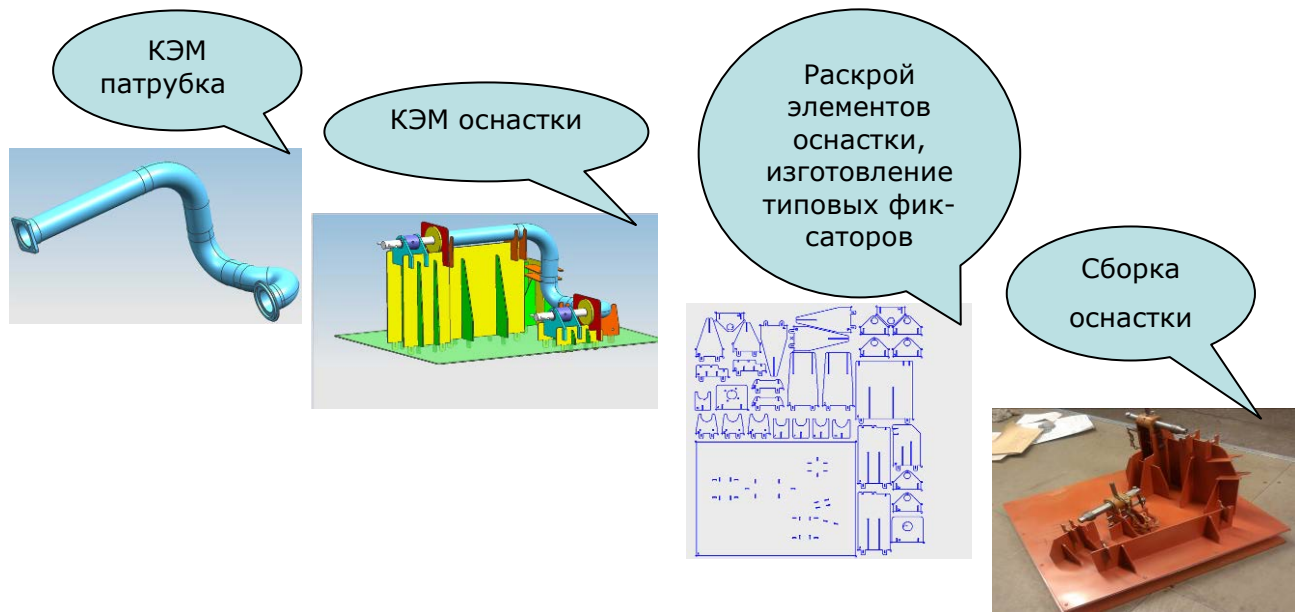 КЭМ
патрубка
КЭМ оснастки
Раскрой
элементов
оснастки,
изготовление
типовых фик-
саторов
Сборка
оснастки